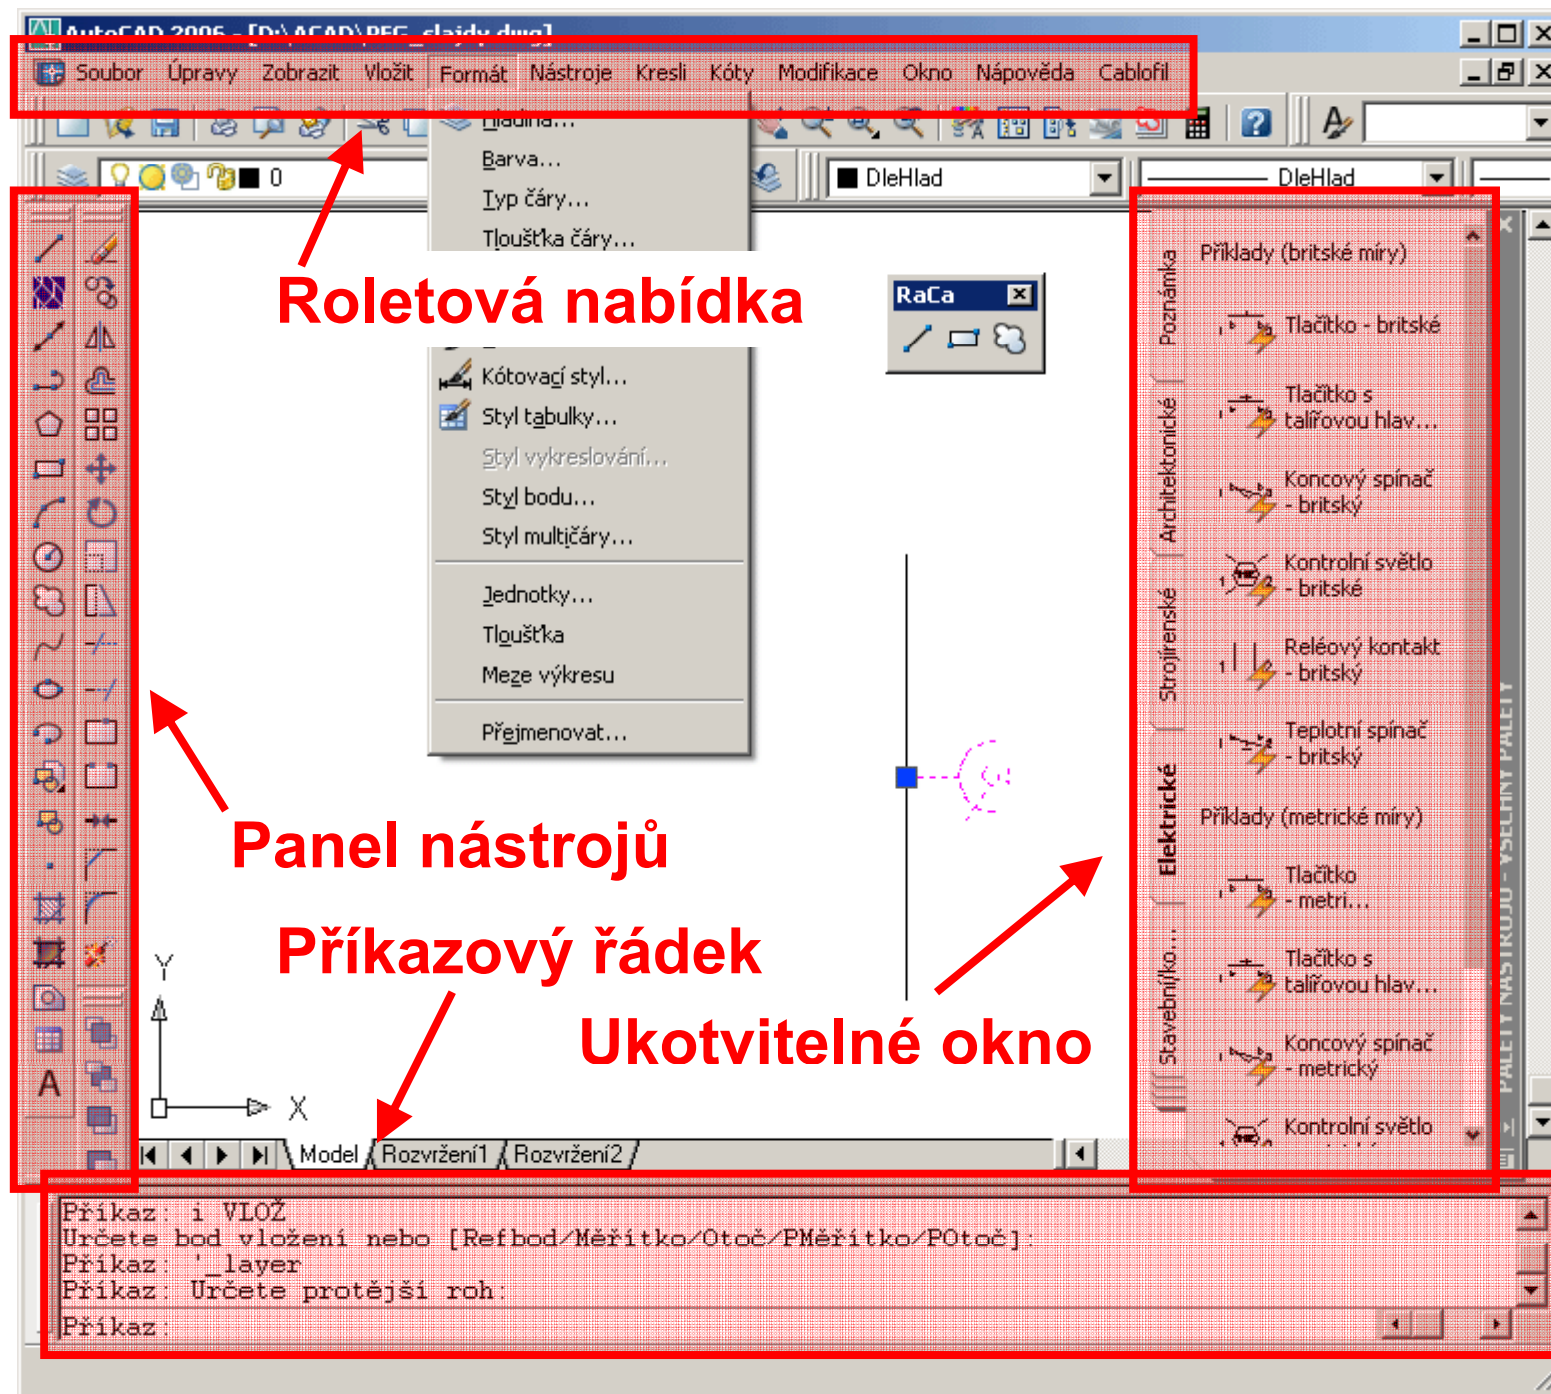 AutoCAD 2006 - [D:\ACAD\PEG_slajdy.dwg]
Soubor Úpravy Zobrazit Vložit Formát Nástroje Kresli Kóty Modifikace Okno Nápověda Cablofil
Hladina...
0
DleHlad
DleHlad
Barva...
Typ čáry...
Tloušťka čáry...
Roletová nabídka
Kótovací styl...
Styl tabulky...
Styl vykreslování...
Styl bodu...
Styl multičáry...
Jednotky...
Tloušťka
Meze výkresu
Přejmenovat...
RaCa
Poznámka
Architektonické
Strojírenské
Elektrické
Stavební/ko...
Příklady (britské míry)
Tlačítko - britské
Tlačítko s
talířovou hlav...
Koncový spínač
- britský
Kontrolní světlo
- britské
Reléový kontakt
- britský
Teplotní spínač
- britský
Příklady (metrické míry)
Tlačítko
- metri...
Tlačítko s
talířovou hlav...
Koncový spínač
- metrický
Kontrolní světlo
PALETY NÁSTROJŮ - VŠECHNY PALETY
Panel nástrojů
Příkazový řádek
Ukotvitelné okno
A
Y
X
Model Rozvržení1 Rozvržení2
Příkaz: i VLOŽ
Určete bod vložení nebo [Refbod/Měřítko/Otoč/PMěřítko/POtoč]:
Příkaz: '_layer
Příkaz: Určete protější roh:
Příkaz: